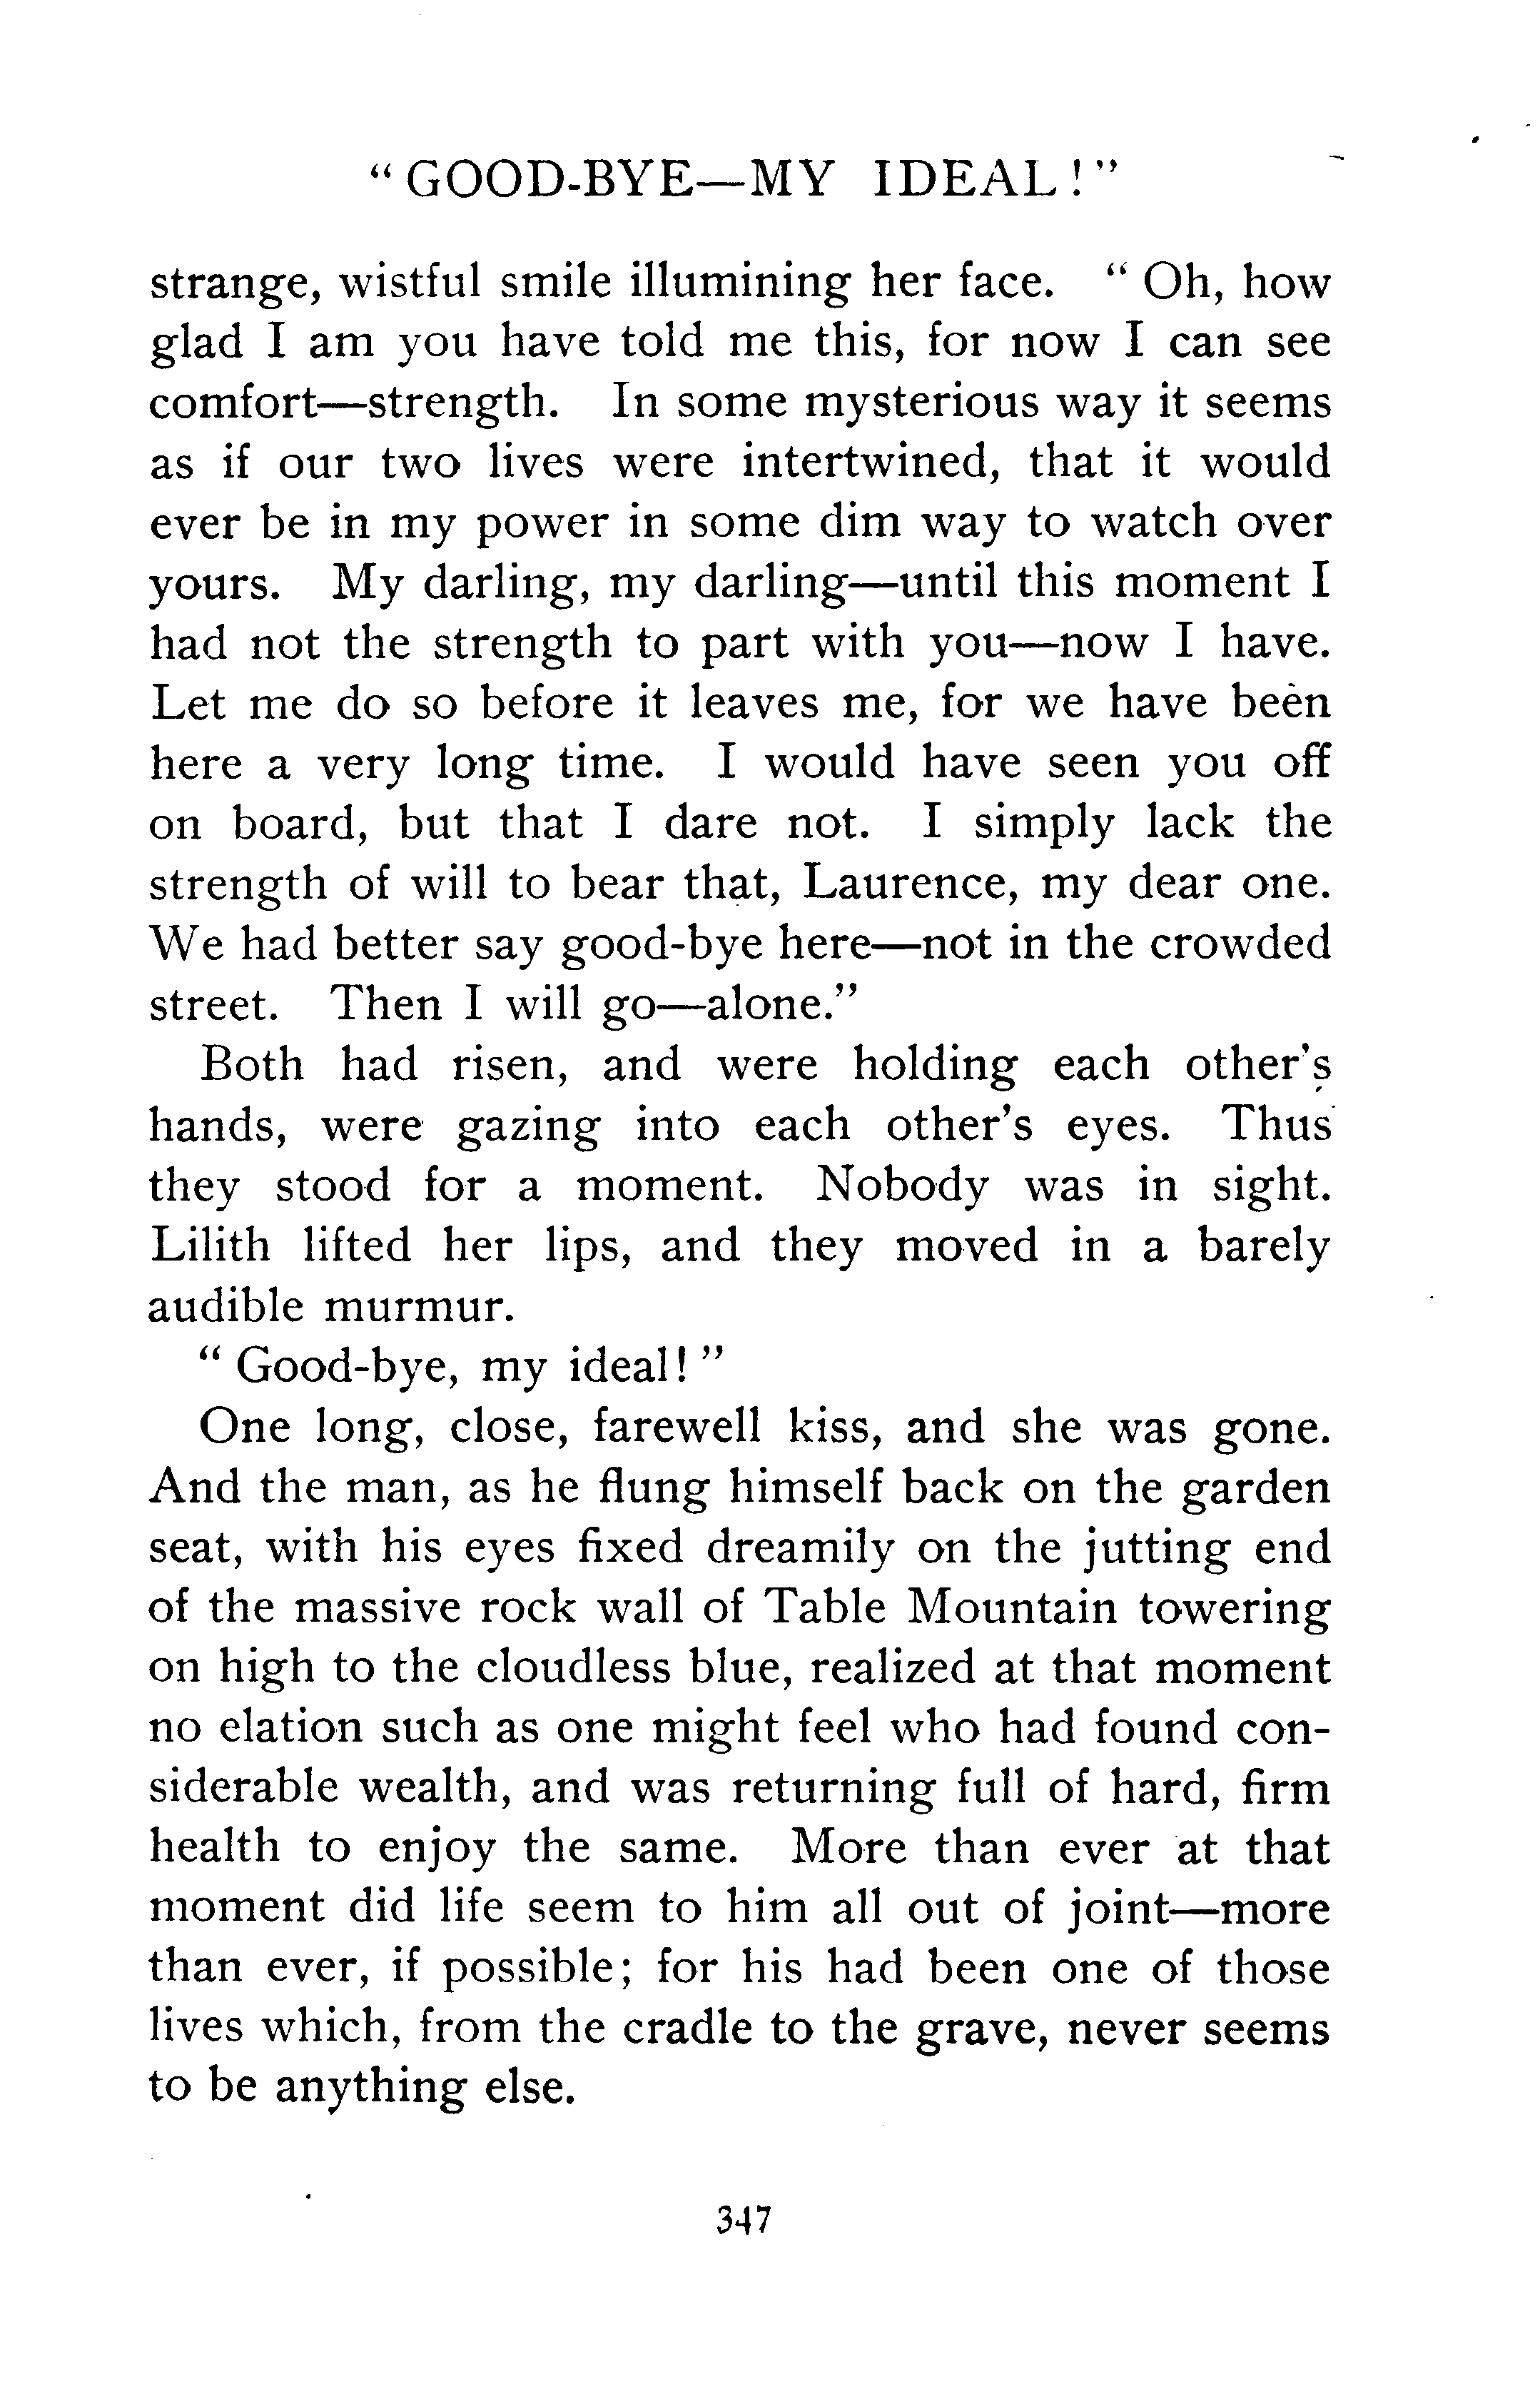 “ GOOD-BYE—MY IDEAL ! ”
strange, wistful smile illumining her face. “ Oh, how
glad I am you have told me this, for now I can see
comfort—strength. In some mysterious way it seems
as if our two lives were intertwined, that it would
ever be in my power in some dim way to watch over
yours. My darling, my darling—until this moment I
had not the strength to part with you—now I have.
Let me do so before it leaves me, for we have been
here a very long time. I would have seen you off
on board, but that I dare not. I simply lack the
strength of will to bear that, Laurence, my dear one.
We had better say good-bye here—not in the crowded
street. Then I will go—alone.”
Both had risen, and were holding each other’s
hands, were gazing into each other’s eyes. Thus
they stood for a moment. Nobody was in sight.
Lilith lifted her lips, and they moved in a barely
audible murmur.
“ Good-bye, my ideal! ”
One long, close, farewell kiss, and she was gone.
And the man, as he flung himself back on the garden
seat, with his eyes fixed dreamily on the jutting end
of the massive rock wall of Table Mountain towering
on high to the cloudless blue, realized at that moment
no elation such as one might feel who had found con-
siderable wealth, and was returning full of hard, firm
health to enjoy the same. More than ever at that
moment did life seem to him all out of joint—more
than ever, if possible; for his had been one of those
lives which, from the cradle to the grave, never seems
to be anything else.
347